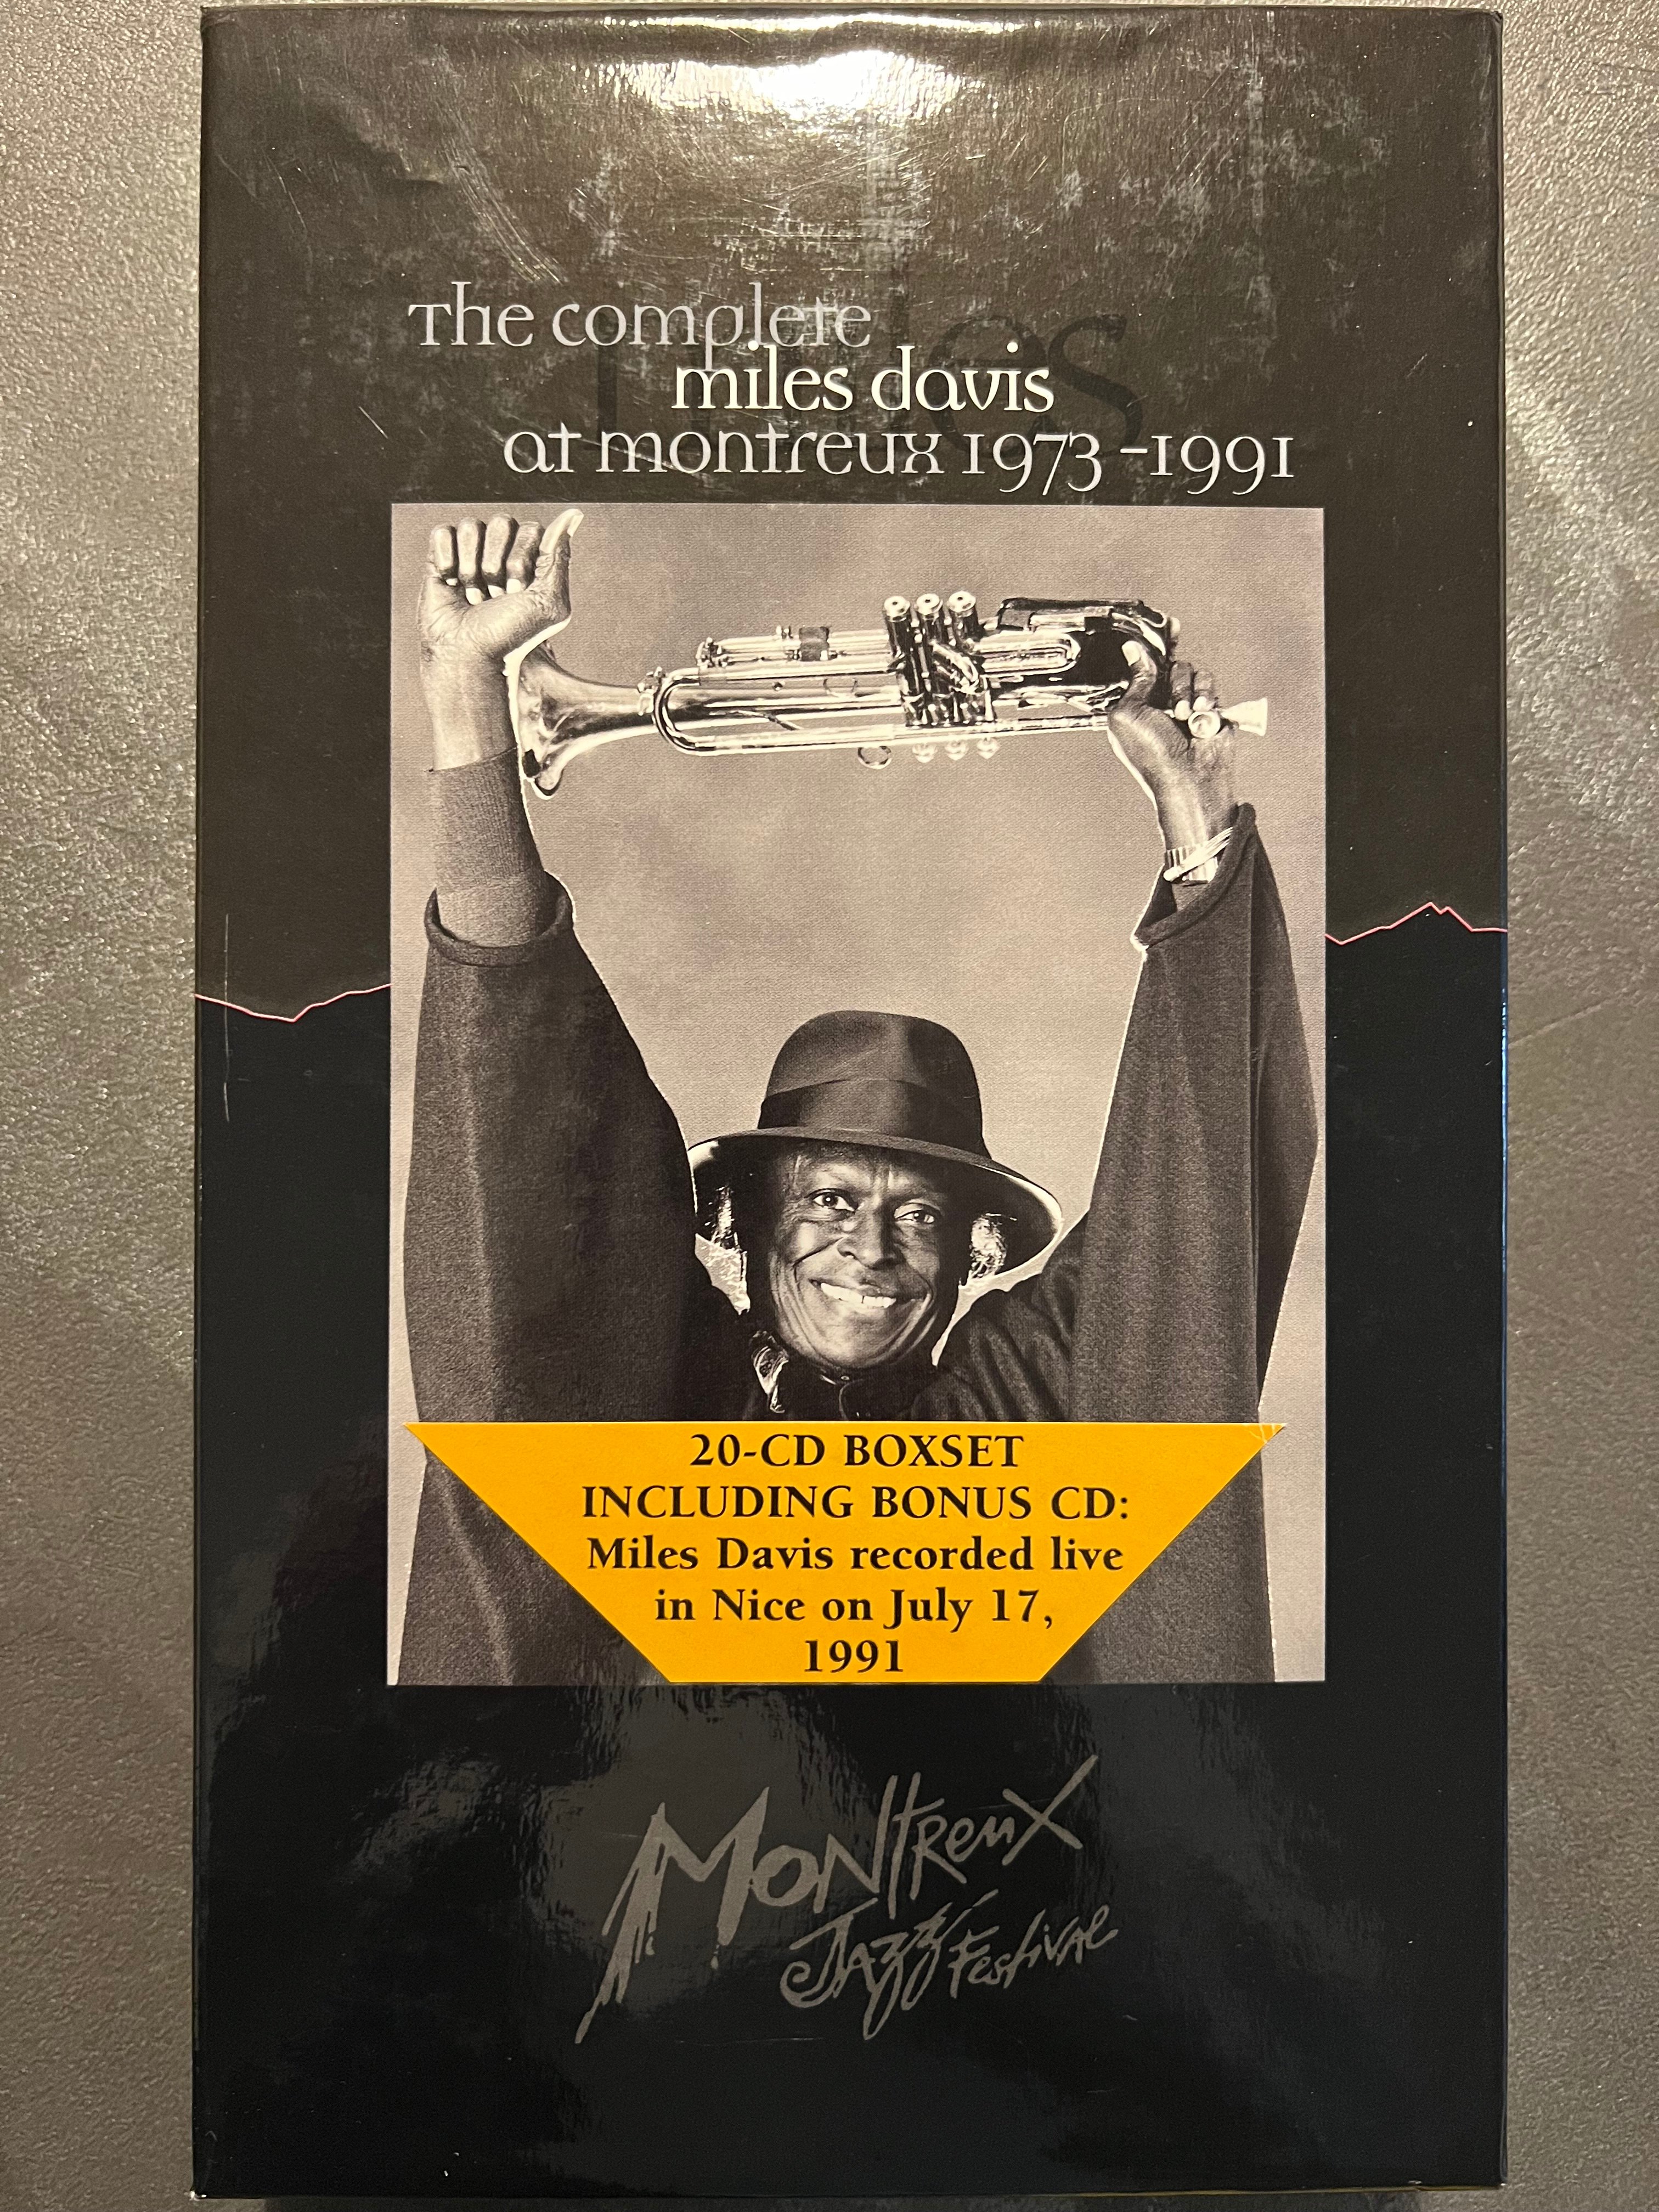 The complete
miles davis
at montreux 1973-1991
miles
20-CD BOXSET
INCLUDING BONUS CD:
Miles Davis recorded live
in Nice on July 17,
1991
Montreux
Jazz Festival